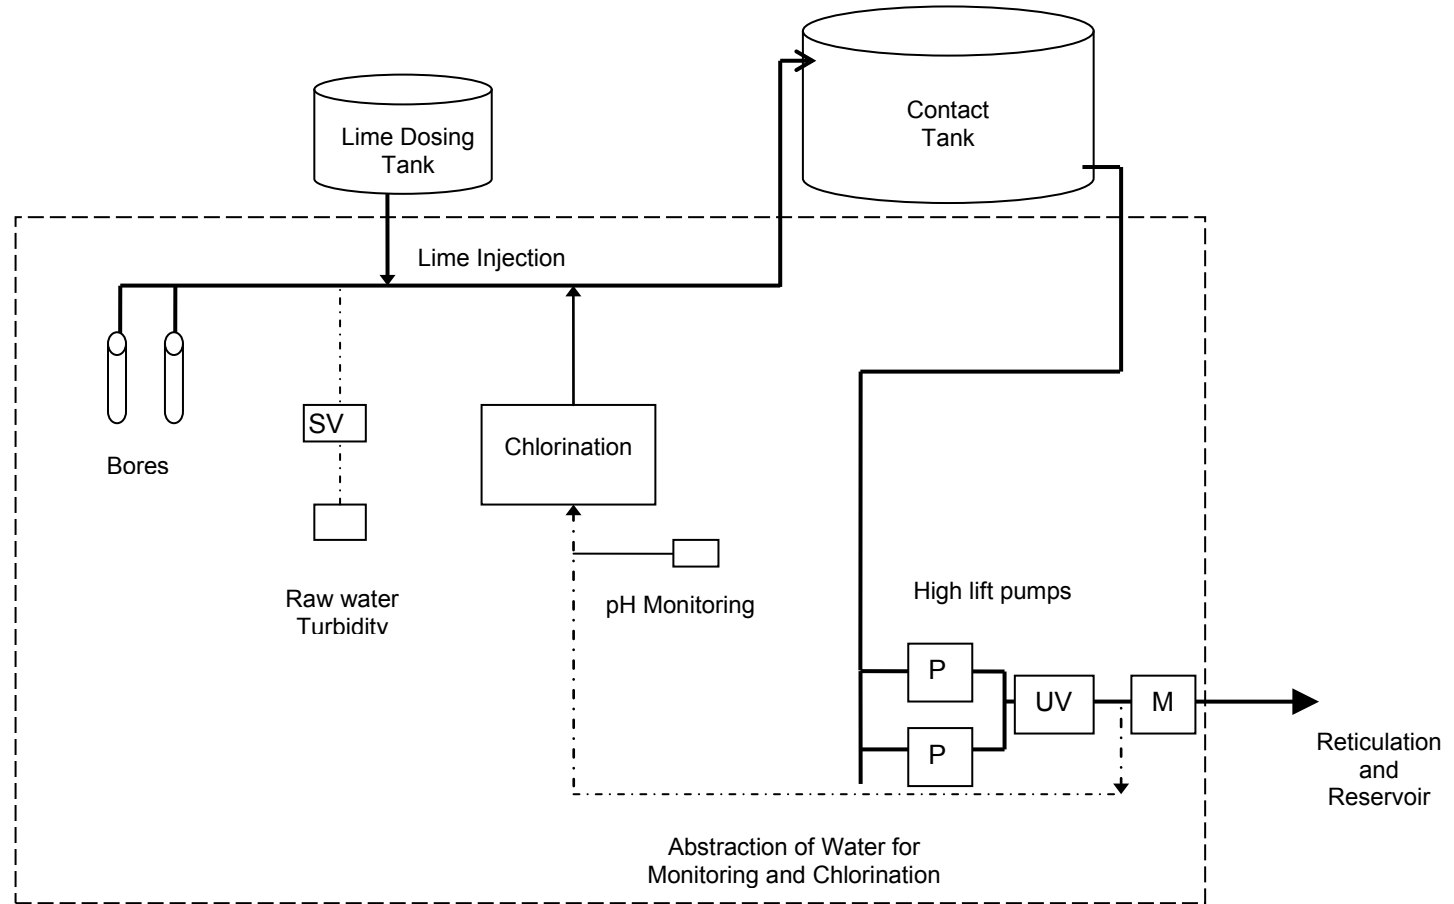 Contact
Tank
Lime Dosing
Tank
Lime Injection
SV
Chlorination
Bores
Raw water
Turbidity
pH Monitoring
High lift pumps
P
UV
M
P
Reticulation
and
Reservoir
Abstraction of Water for
Monitoring and Chlorination